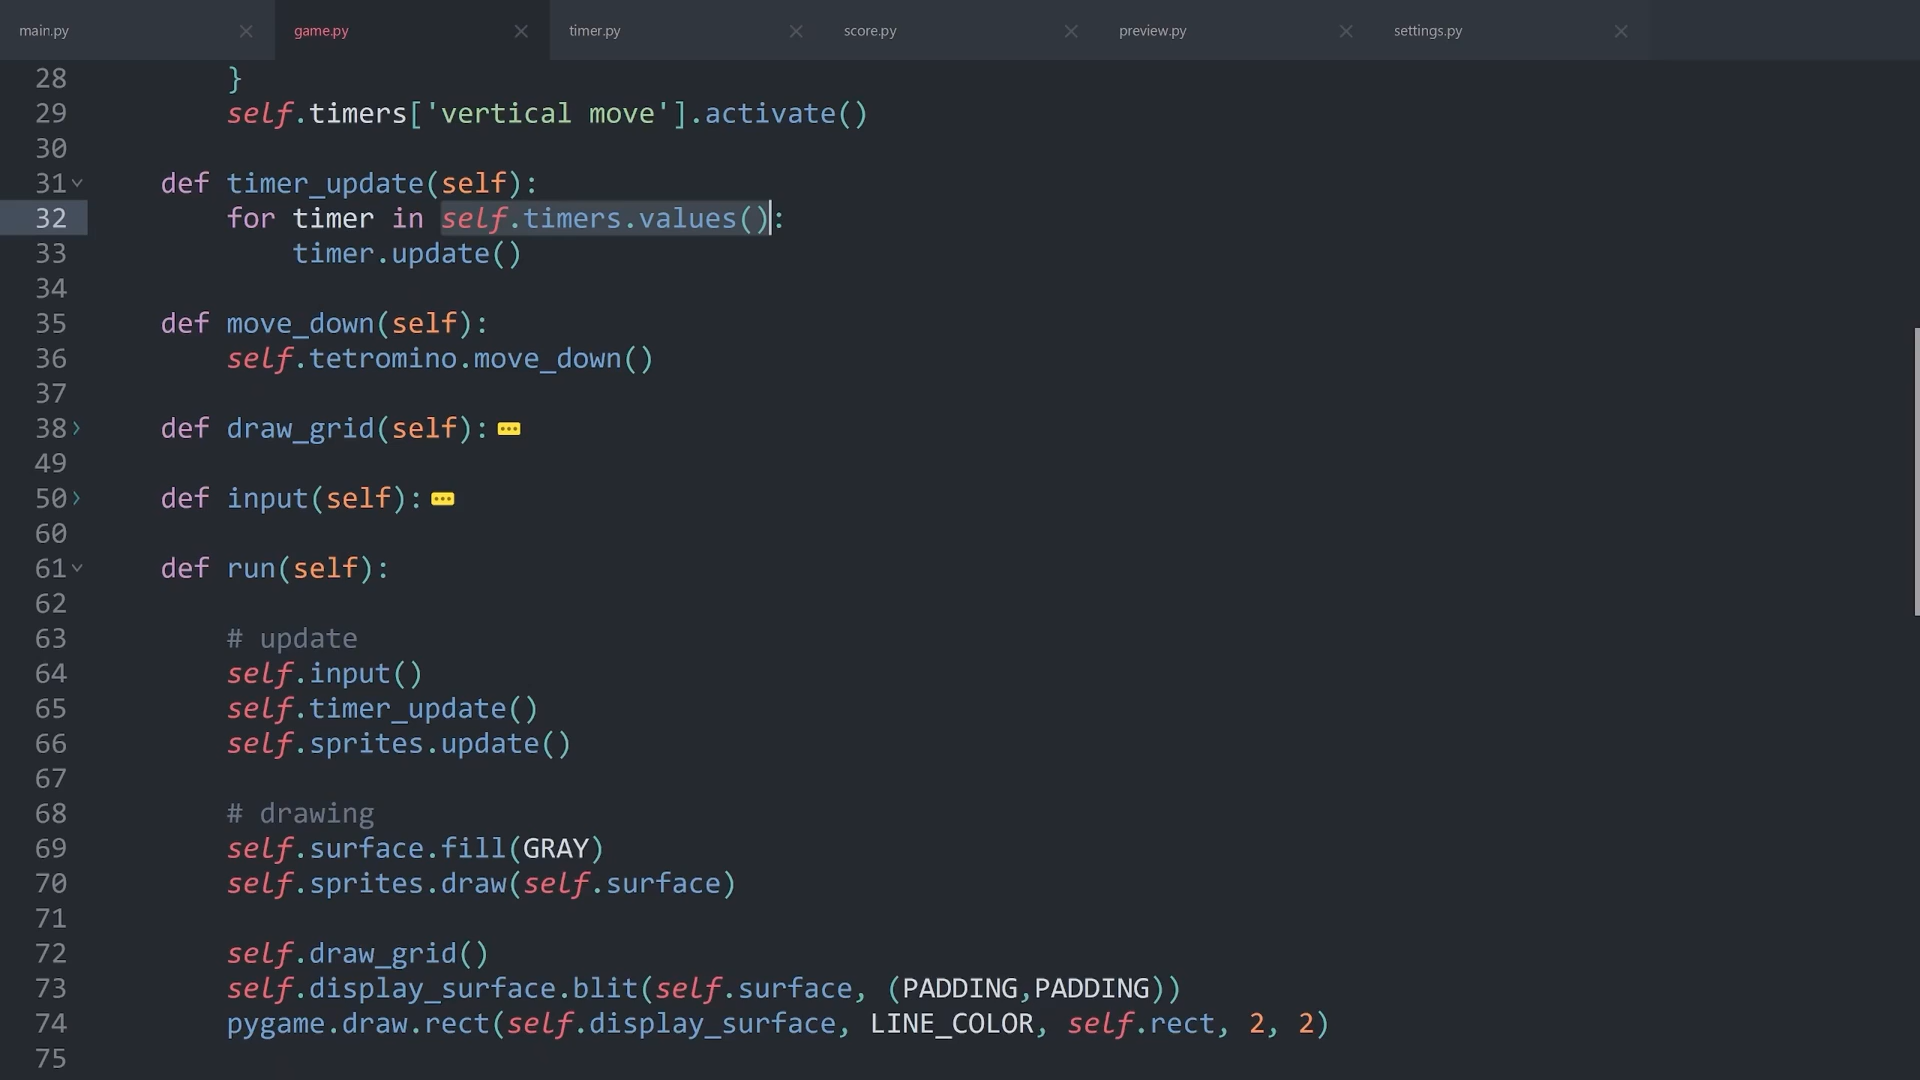 main.py game.py timer.py score.py preview.py settings.py
28 }
29 self.timers['vertical move'].activate()
30
31 def timer_update(self):
32 for timer in self.timers.values():
33 timer.update()
34
35 def move_down(self):
36 self.tetromino.move_down()
37
38 def draw_grid(self):
49
50 def input(self):
60
61 def run(self):
62
63 # update
64 self.input()
65 self.timer_update()
66 self.sprites.update()
67
68 # drawing
69 self.surface.fill(GRAY)
70 self.sprites.draw(self.surface)
71
72 self.draw_grid()
73 self.display_surface.blit(self.surface, (PADDING,PADDING))
74 pygame.draw.rect(self.display_surface, LINE_COLOR, self.rect, 2, 2)
75